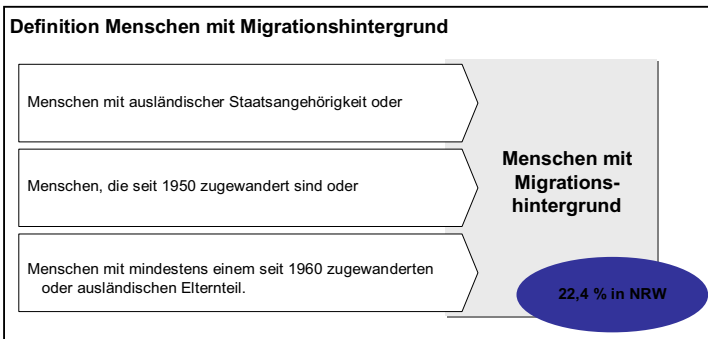 Definition Menschen mit Migrationshintergrund
Menschen mit ausländischer Staatsangehörigkeit oder
Menschen, die seit 1950 zugewandert sind oder
Menschen mit mindestens einem seit 1960 zugewanderten
oder ausländischen Elternteil.
Menschen mit
Migrations-
hintergrund
22,4 % in NRW